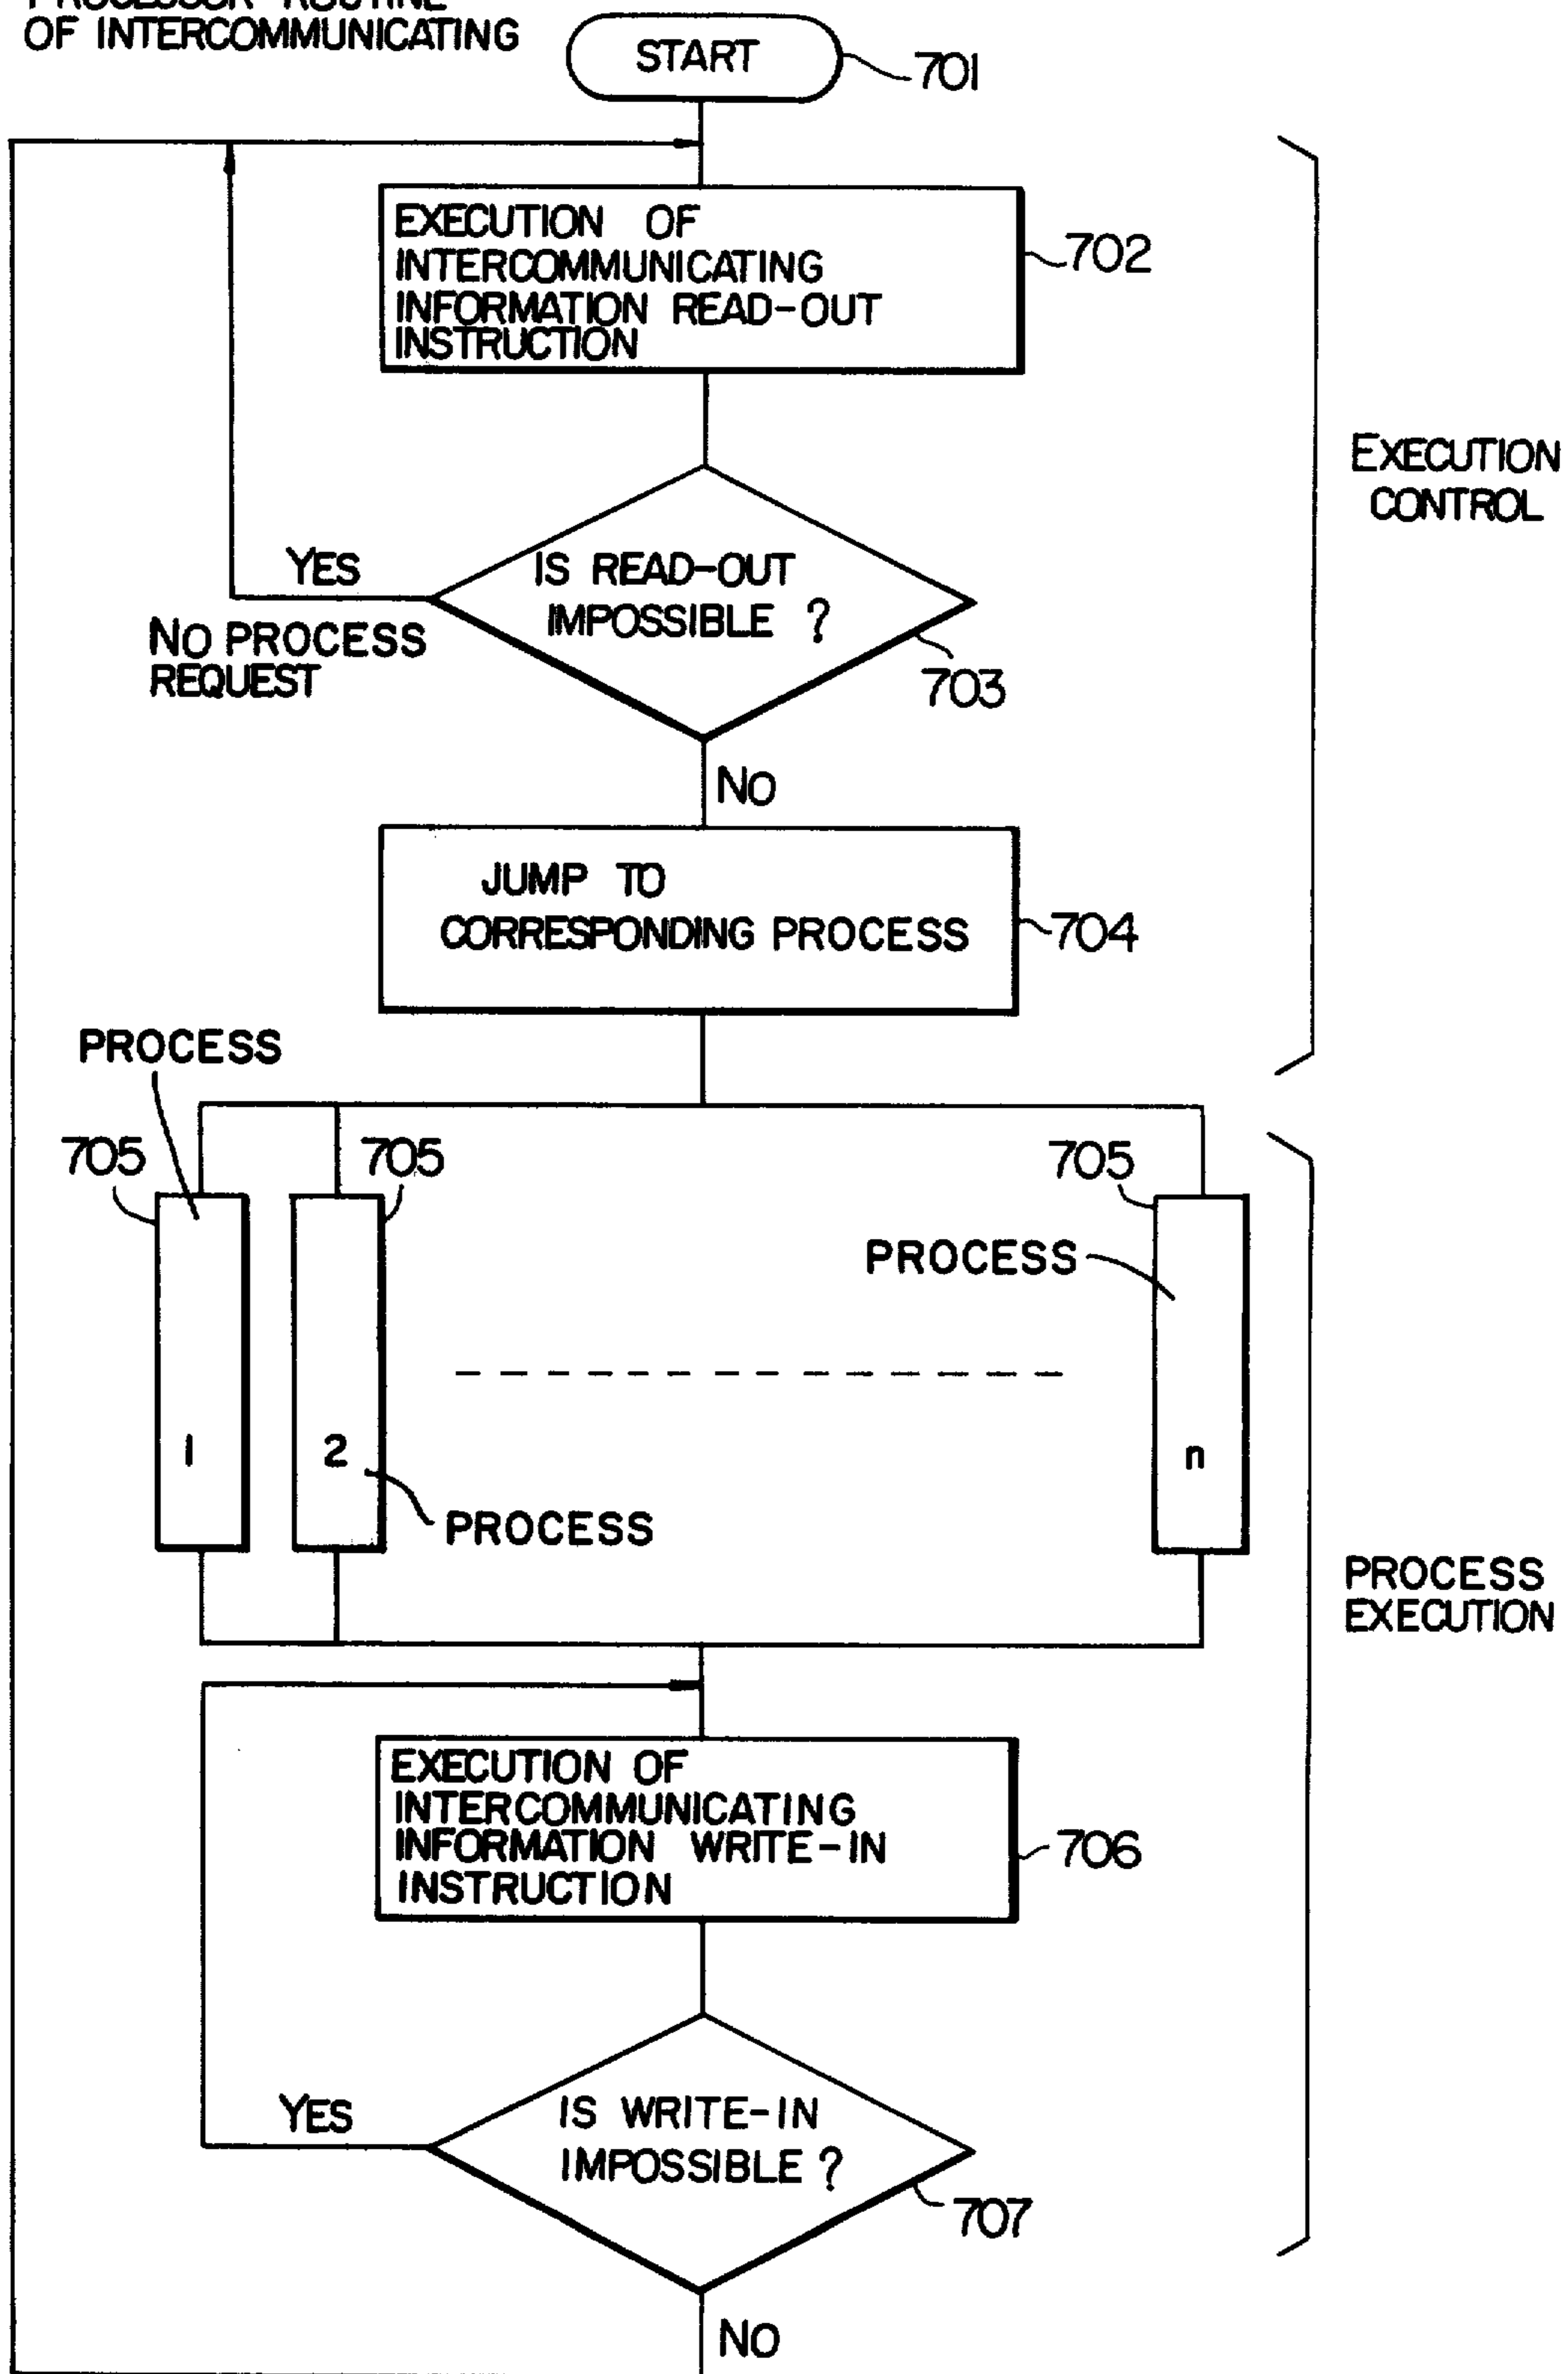 PROCESSOR ROUTINE
OF INTERCOMMUNICATING
START
701
EXECUTION OF
INTERCOMMUNICATING
INFORMATION READ-OUT
INSTRUCTION
702
EXECUTION
CONTROL
YES
IS READ-OUT
IMPOSSIBLE ?
NO PROCESS
REQUEST
703
NO
JUMP TO
CORRESPONDING PROCESS
704
PROCESS
705
705
705
PROCESS
1
2
n
PROCESS
PROCESS
EXECUTION
EXECUTION OF
INTERCOMMUNICATING
INFORMATION WRITE-IN
INSTRUCTION
706
YES
IS WRITE-IN
IMPOSSIBLE ?
707
NO